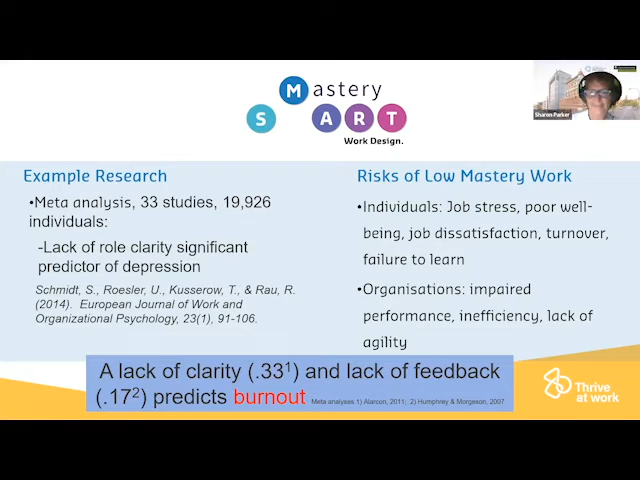 Mastery
S M A R T
Work Design.
Sharon-Parker
Example Research
•Meta analysis, 33 studies, 19,926
individuals:
-Lack of role clarity significant
predictor of depression
Schmidt, S., Roesler, U., Kusserow, T., & Rau, R.
(2014). European Journal of Work and
Organizational Psychology, 23(1), 91-106.
Risks of Low Mastery Work
•Individuals: Job stress, poor well-
being, job dissatisfaction, turnover,
failure to learn
•Organisations: impaired
performance, inefficiency, lack of
agility
A lack of clarity (.33¹) and lack of feedback
(.17²) predicts burnout Meta analyses 1) Alarcon, 2011; 2) Humphrey & Morgeson, 2007
Thrive
at work